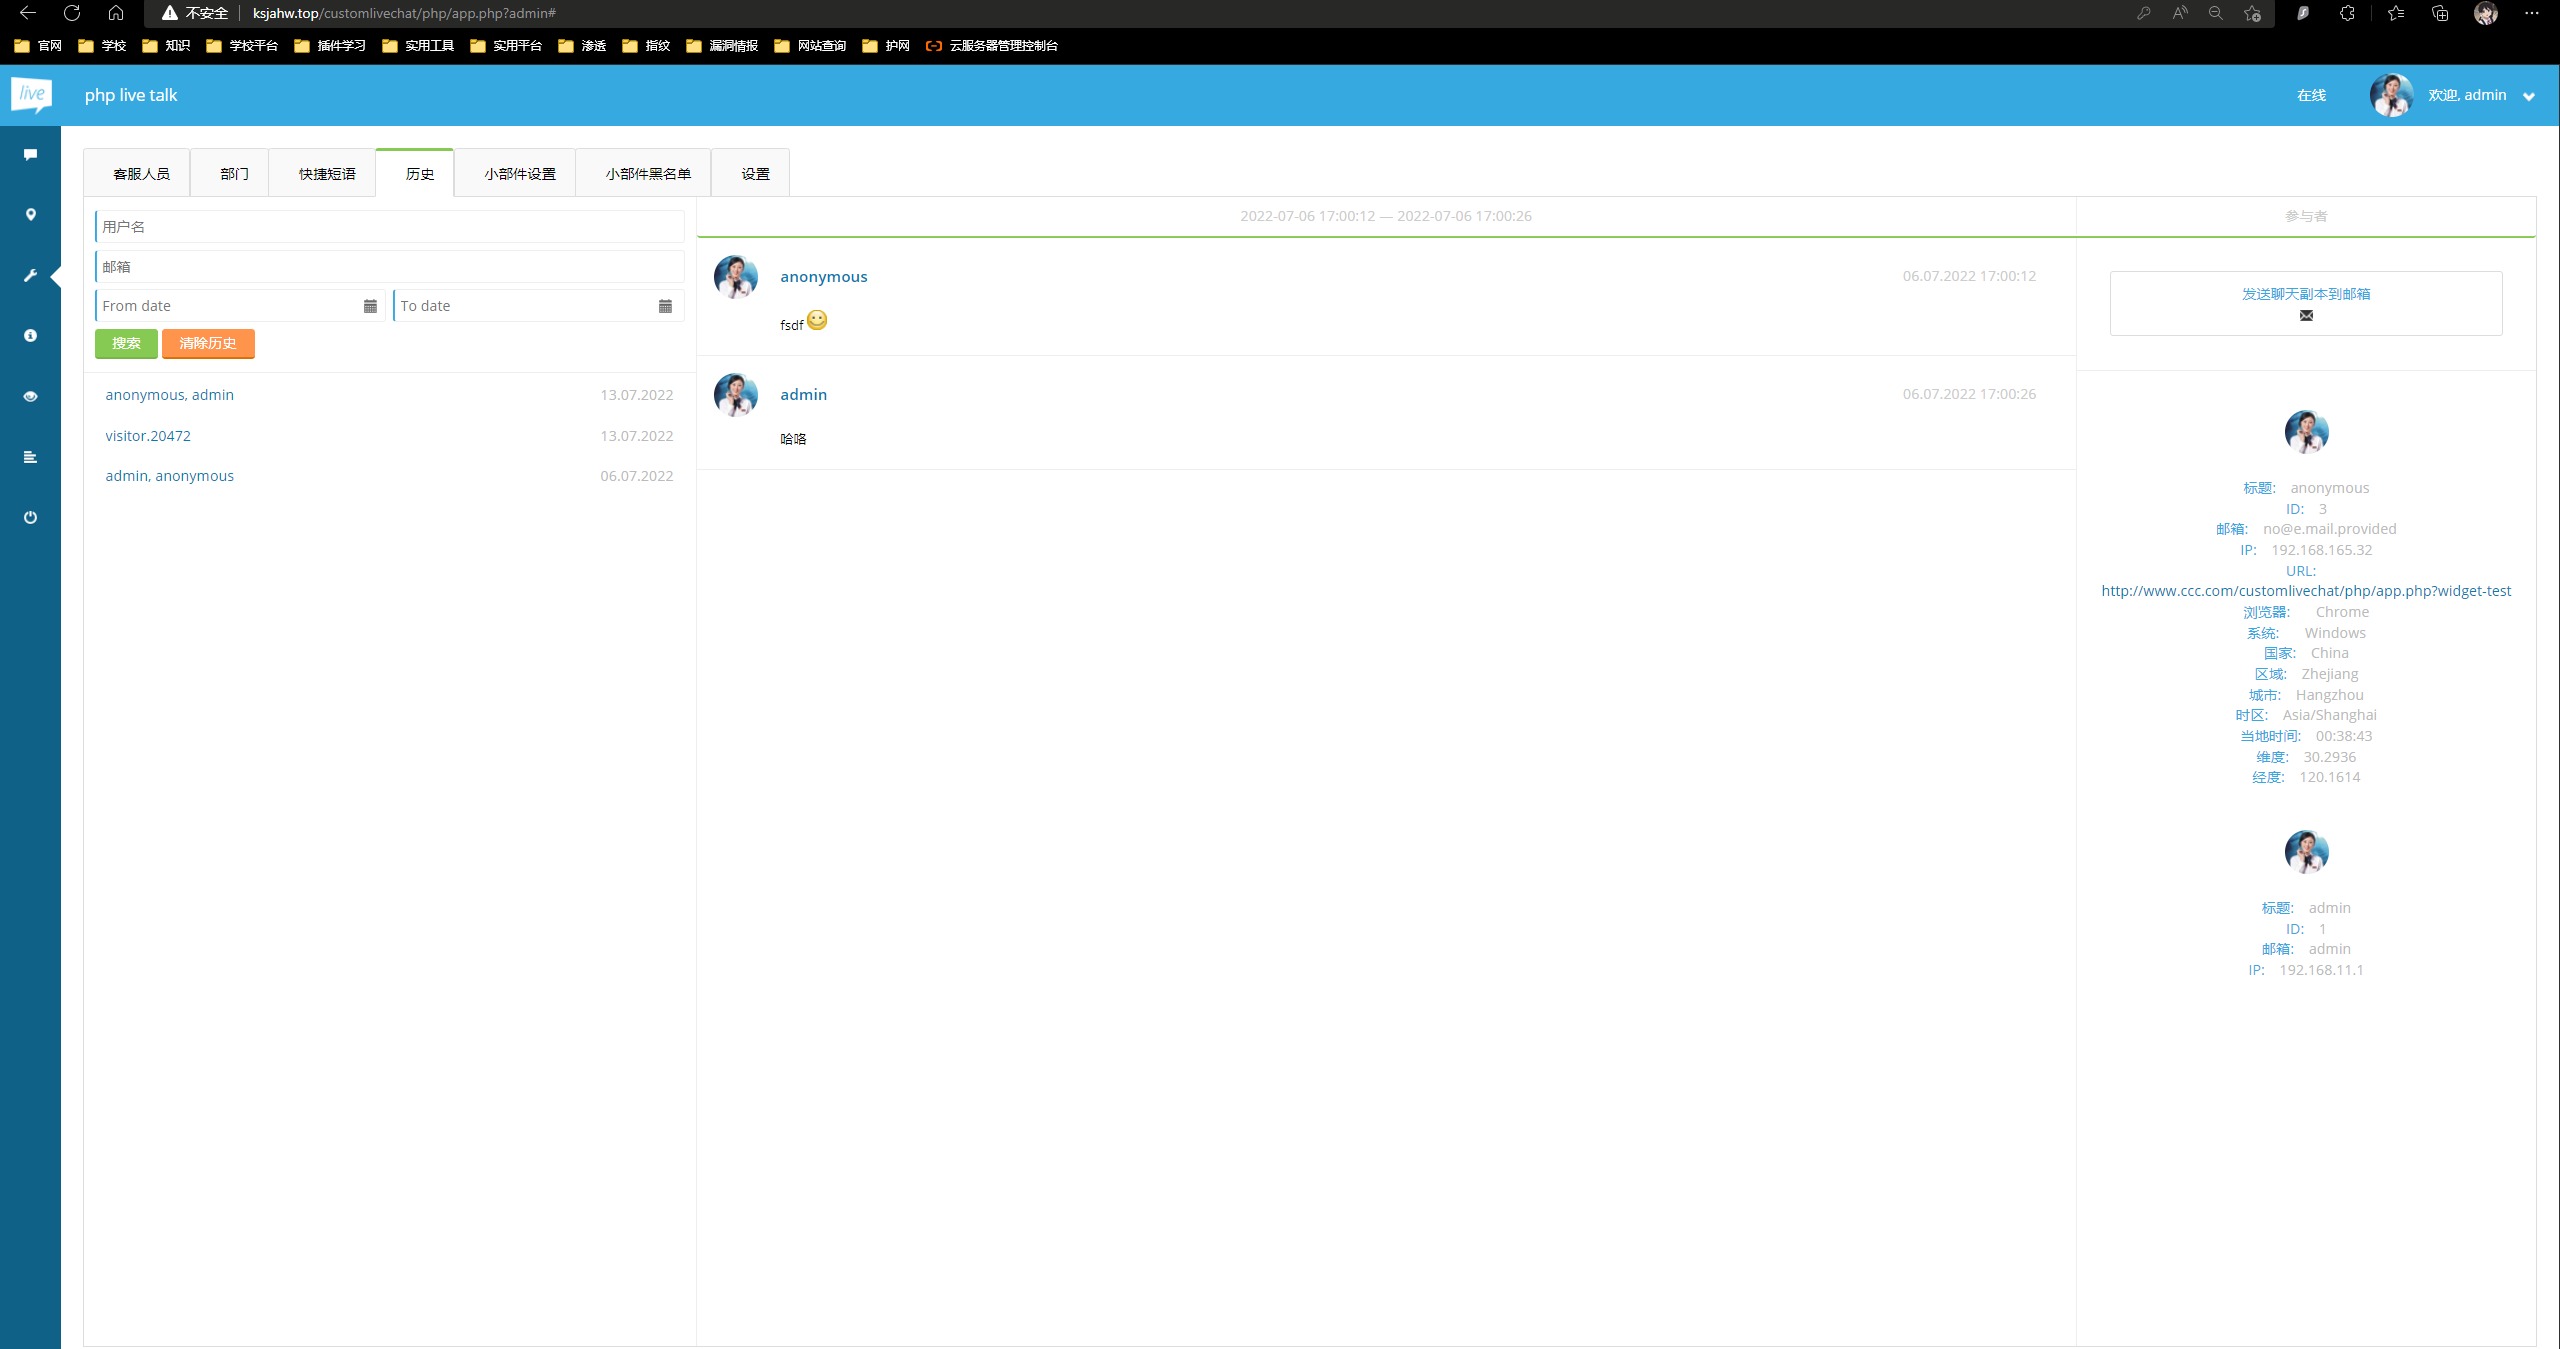 不安全 ksjahw.top/customlivechat/php/app.php?admin#
官网 学校 知识 学校平台 插件学习 实用工具 实用平台 渗透 指纹 漏洞情报 网站查询 护网 云服务器管理控制台
live php live talk 在线 欢迎, admin
客服人员 部门 快捷短语 历史 小部件设置 小部件黑名单 设置
用户名
邮箱
From date To date
搜索 清除历史
anonymous, admin 13.07.2022
visitor.20472 13.07.2022
admin, anonymous 06.07.2022
2022-07-06 17:00:12 — 2022-07-06 17:00:26
anonymous 06.07.2022 17:00:12
fsdf
admin 06.07.2022 17:00:26
哈咯
参与者
发送聊天副本到邮箱
标题: anonymous
ID: 3
邮箱: no@e.mail.provided
IP: 192.168.165.32
URL:
http://www.ccc.com/customlivechat/php/app.php?widget-test
浏览器: Chrome
系统: Windows
国家: China
区域: Zhejiang
城市: Hangzhou
时区: Asia/Shanghai
当地时间: 00:38:43
维度: 30.2936
经度: 120.1614
标题: admin
ID: 1
邮箱: admin
IP: 192.168.11.1